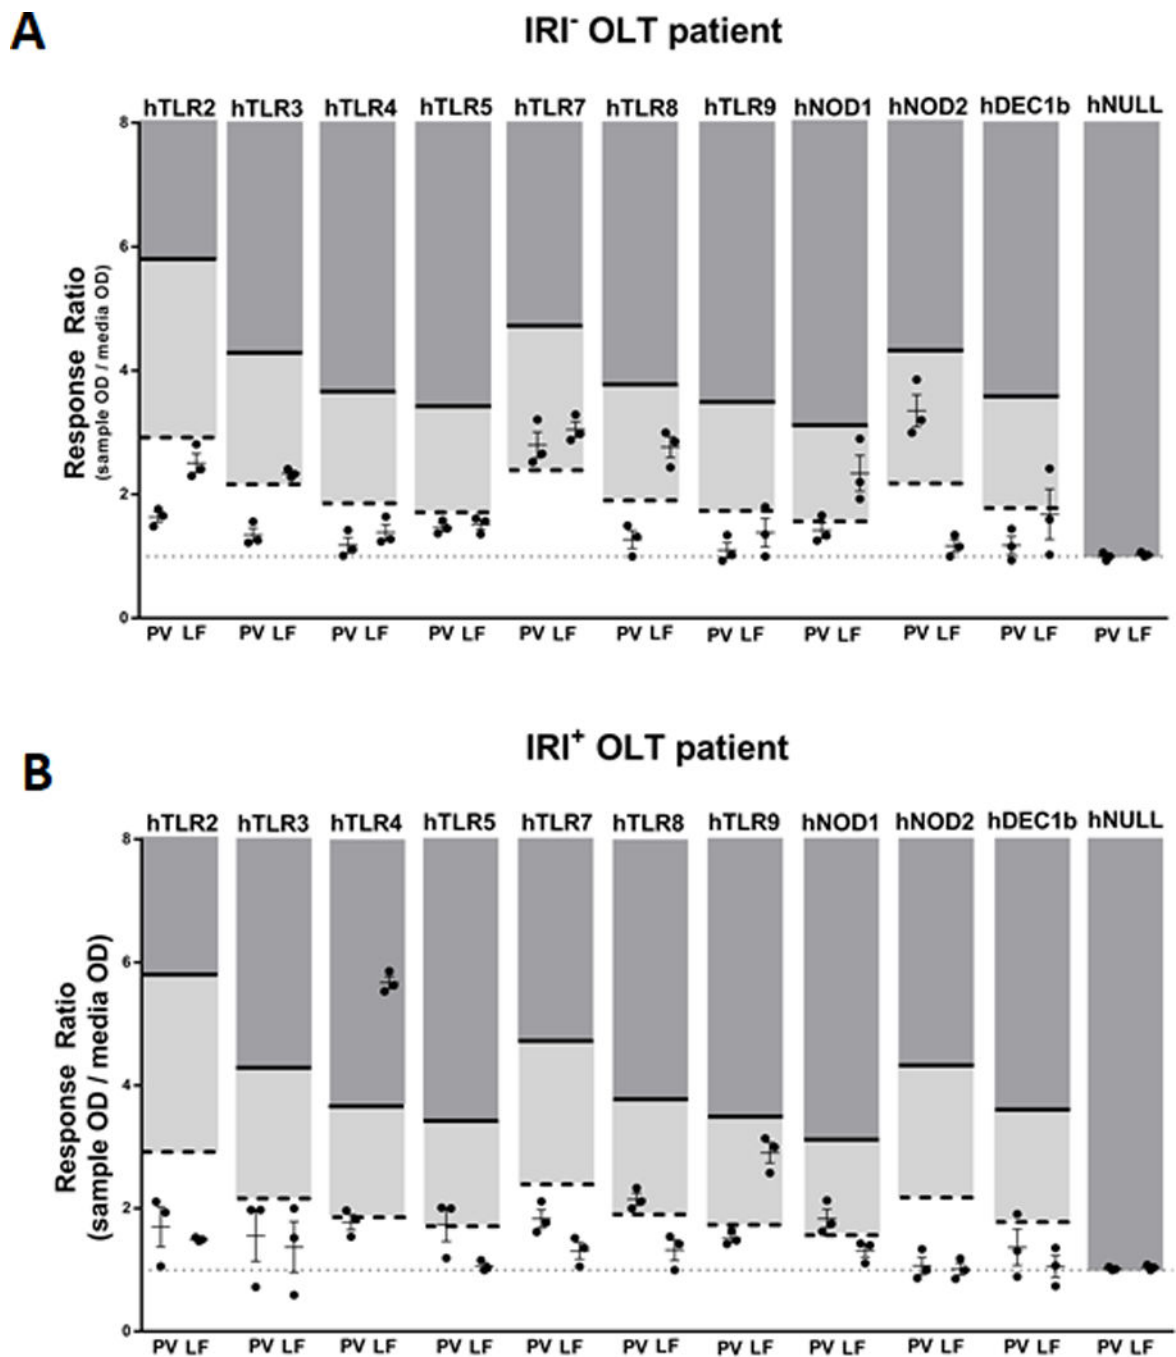 A
IRI- OLT patient
hTLR2 hTLR3 hTLR4 hTLR5 hTLR7 hTLR8 hTLR9 hNOD1 hNOD2 hDEC1b hNULL
8
6
4
2
0
Response Ratio
(sample OD / media OD)
PV LF PV LF PV LF PV LF PV LF PV LF PV LF PV LF PV LF PV LF PV LF
B
IRI+ OLT patient
hTLR2 hTLR3 hTLR4 hTLR5 hTLR7 hTLR8 hTLR9 hNOD1 hNOD2 hDEC1b hNULL
8
6
4
2
0
Response Ratio
(sample OD / media OD)
PV LF PV LF PV LF PV LF PV LF PV LF PV LF PV LF PV LF PV LF PV LF